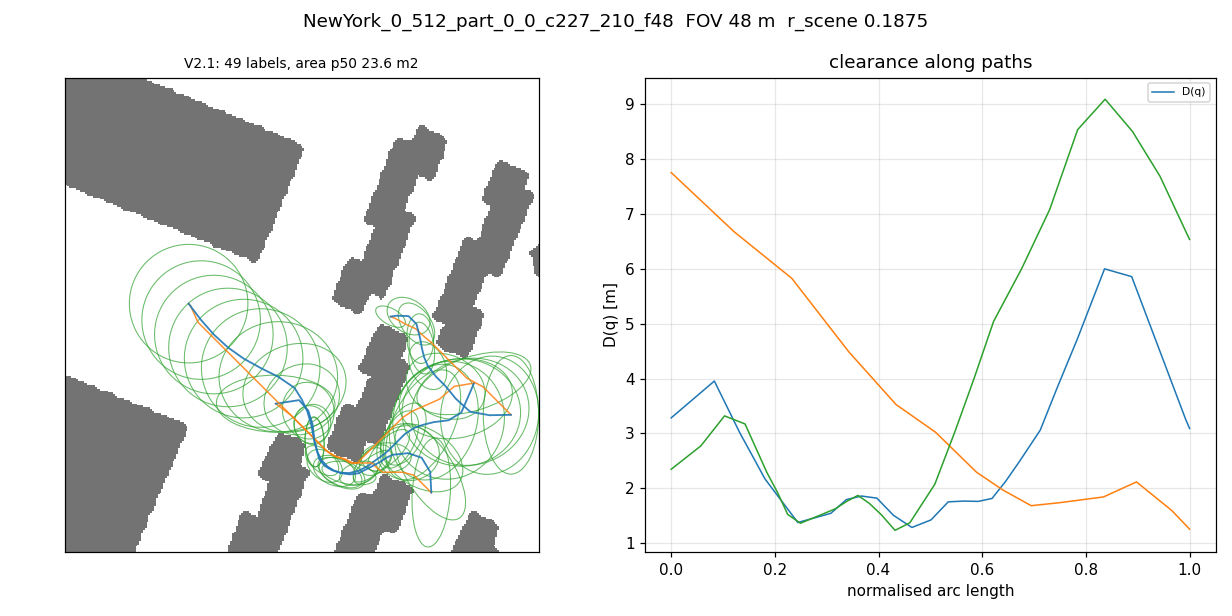 NewYork_0_512_part_0_0_c227_210_f48  FOV 48 m  r_scene 0.1875
V2.1: 49 labels, area p50 23.6 m2
clearance along paths
D(q)
9
8
7
6
5
4
3
2
1
D(q) [m]
0.0 0.2 0.4 0.6 0.8 1.0
normalised arc length